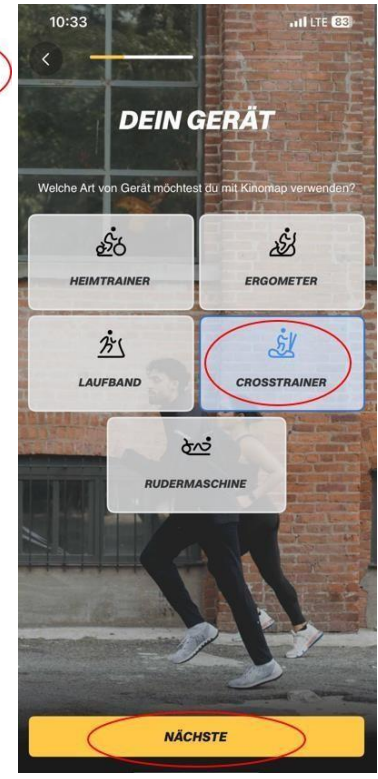 10:33
LTE 83
DEIN GERÄT
Welche Art von Gerät möchtest du mit Kinomap verwenden?
HEIMTRAINER
ERGOMETER
LAUFBAND
CROSSTRAINER
RUDERMASCHINE
NÄCHSTE